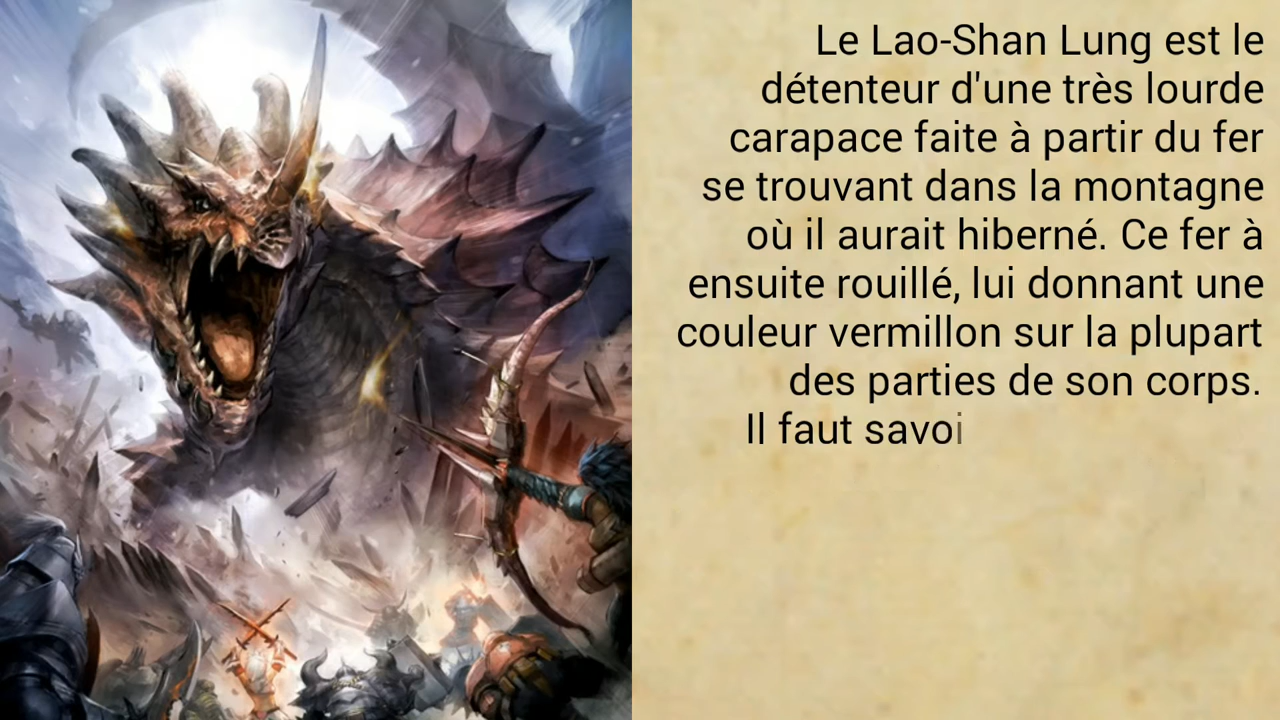 Le Lao-Shan Lung est le
détenteur d'une très lourde
carapace faite à partir du fer
se trouvant dans la montagne
où il aurait hiberné. Ce fer à
ensuite rouillé, lui donnant une
couleur vermillon sur la plupart
des parties de son corps.
Il faut savoi